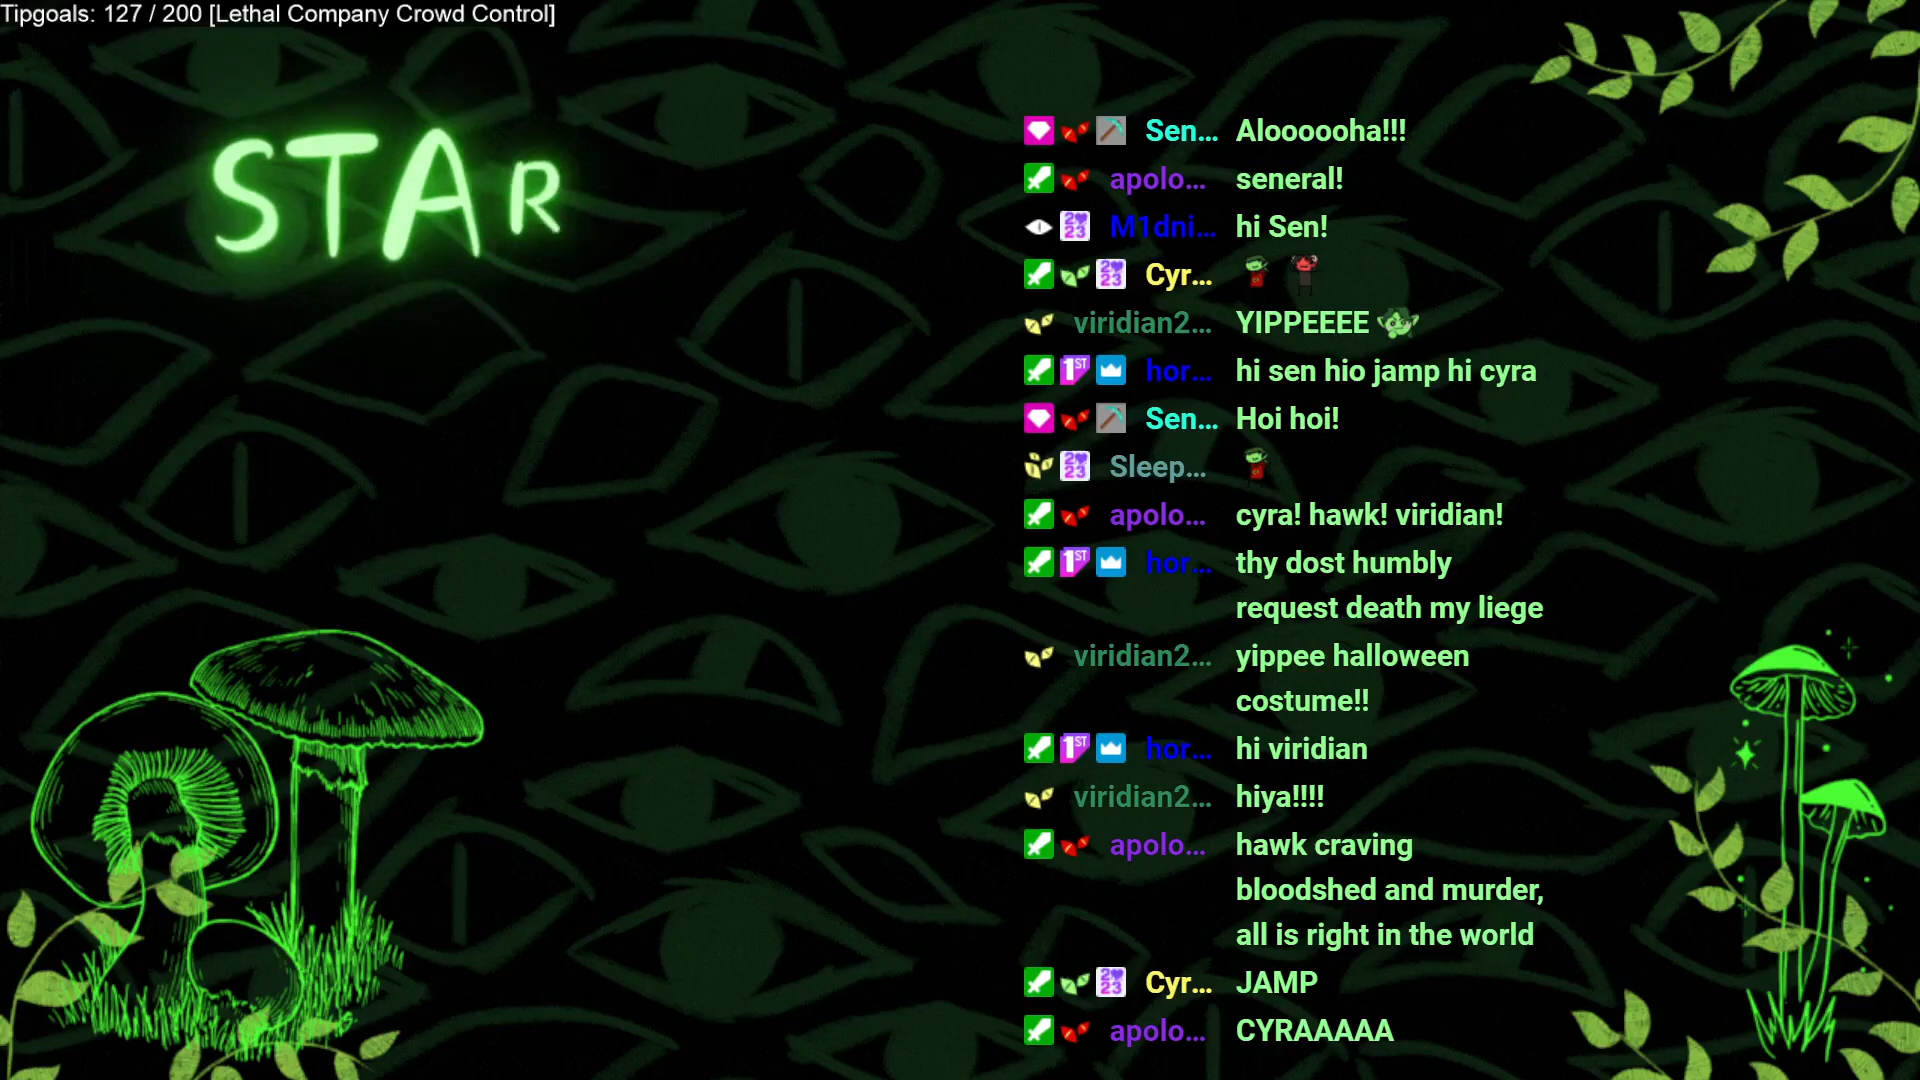 Tipgoals: 127 / 200 [Lethal Company Crowd Control]
STAR
Sen... Aloooooha!!!
apolo... seneral!
M1dni... hi Sen!
Cyr...
viridian2... YIPPEEEE
hor... hi sen hio jamp hi cyra
Sen... Hoi hoi!
Sleep...
apolo... cyra! hawk! viridian!
hor... thy dost humbly
request death my liege
viridian2... yippee halloween
costume!!
hor... hi viridian
viridian2... hiya!!!!
apolo... hawk craving
bloodshed and murder,
all is right in the world
Cyr... JAMP
apolo... CYRAAAAA